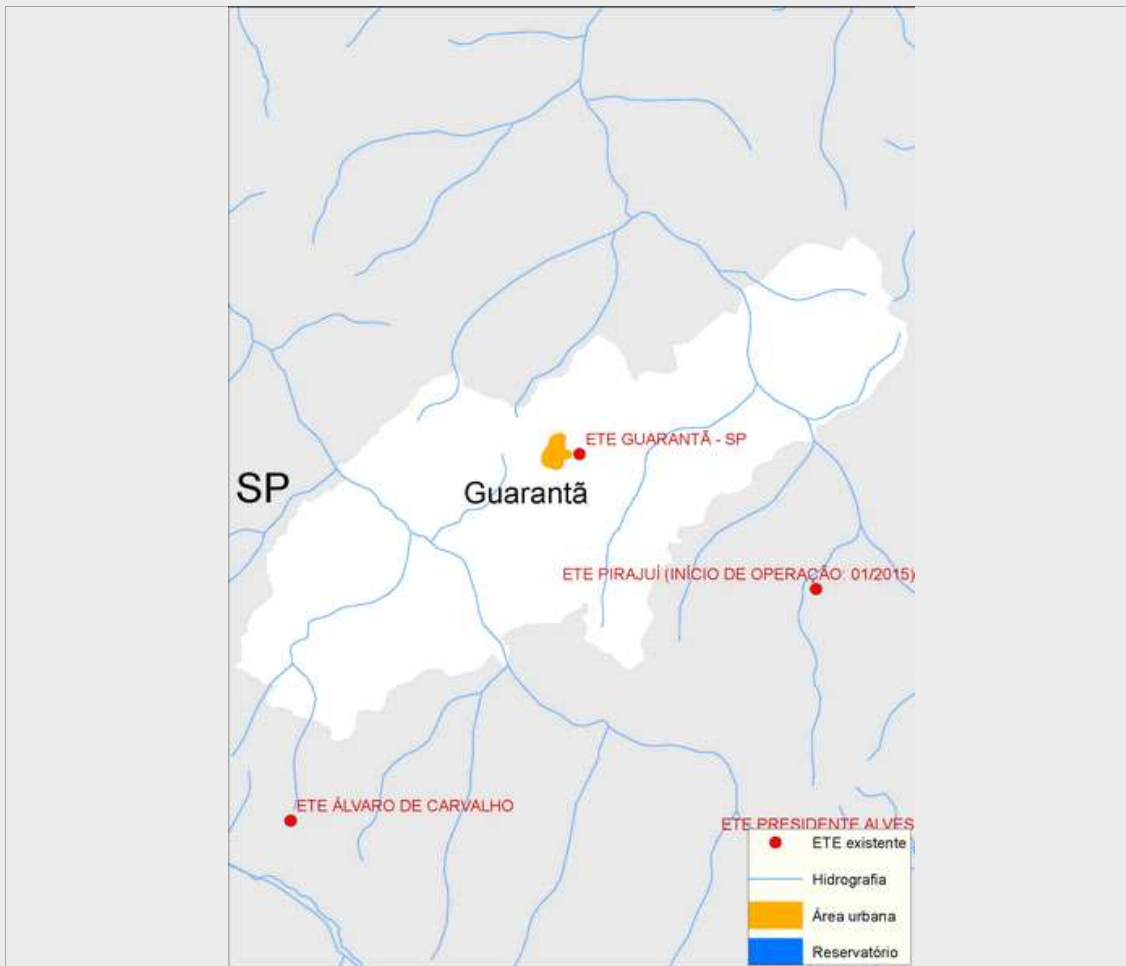 ETE GUARANTÃ - SP
SP
Guarantã
ETE PIRAJUÍ (INÍCIO DE OPERAÇÃO: 01/2015)
ETE ÁLVARO DE CARVALHO
ETE PRESIDENTE ALVES
ETE existente
Hidrografia
Área urbana
Reservatório